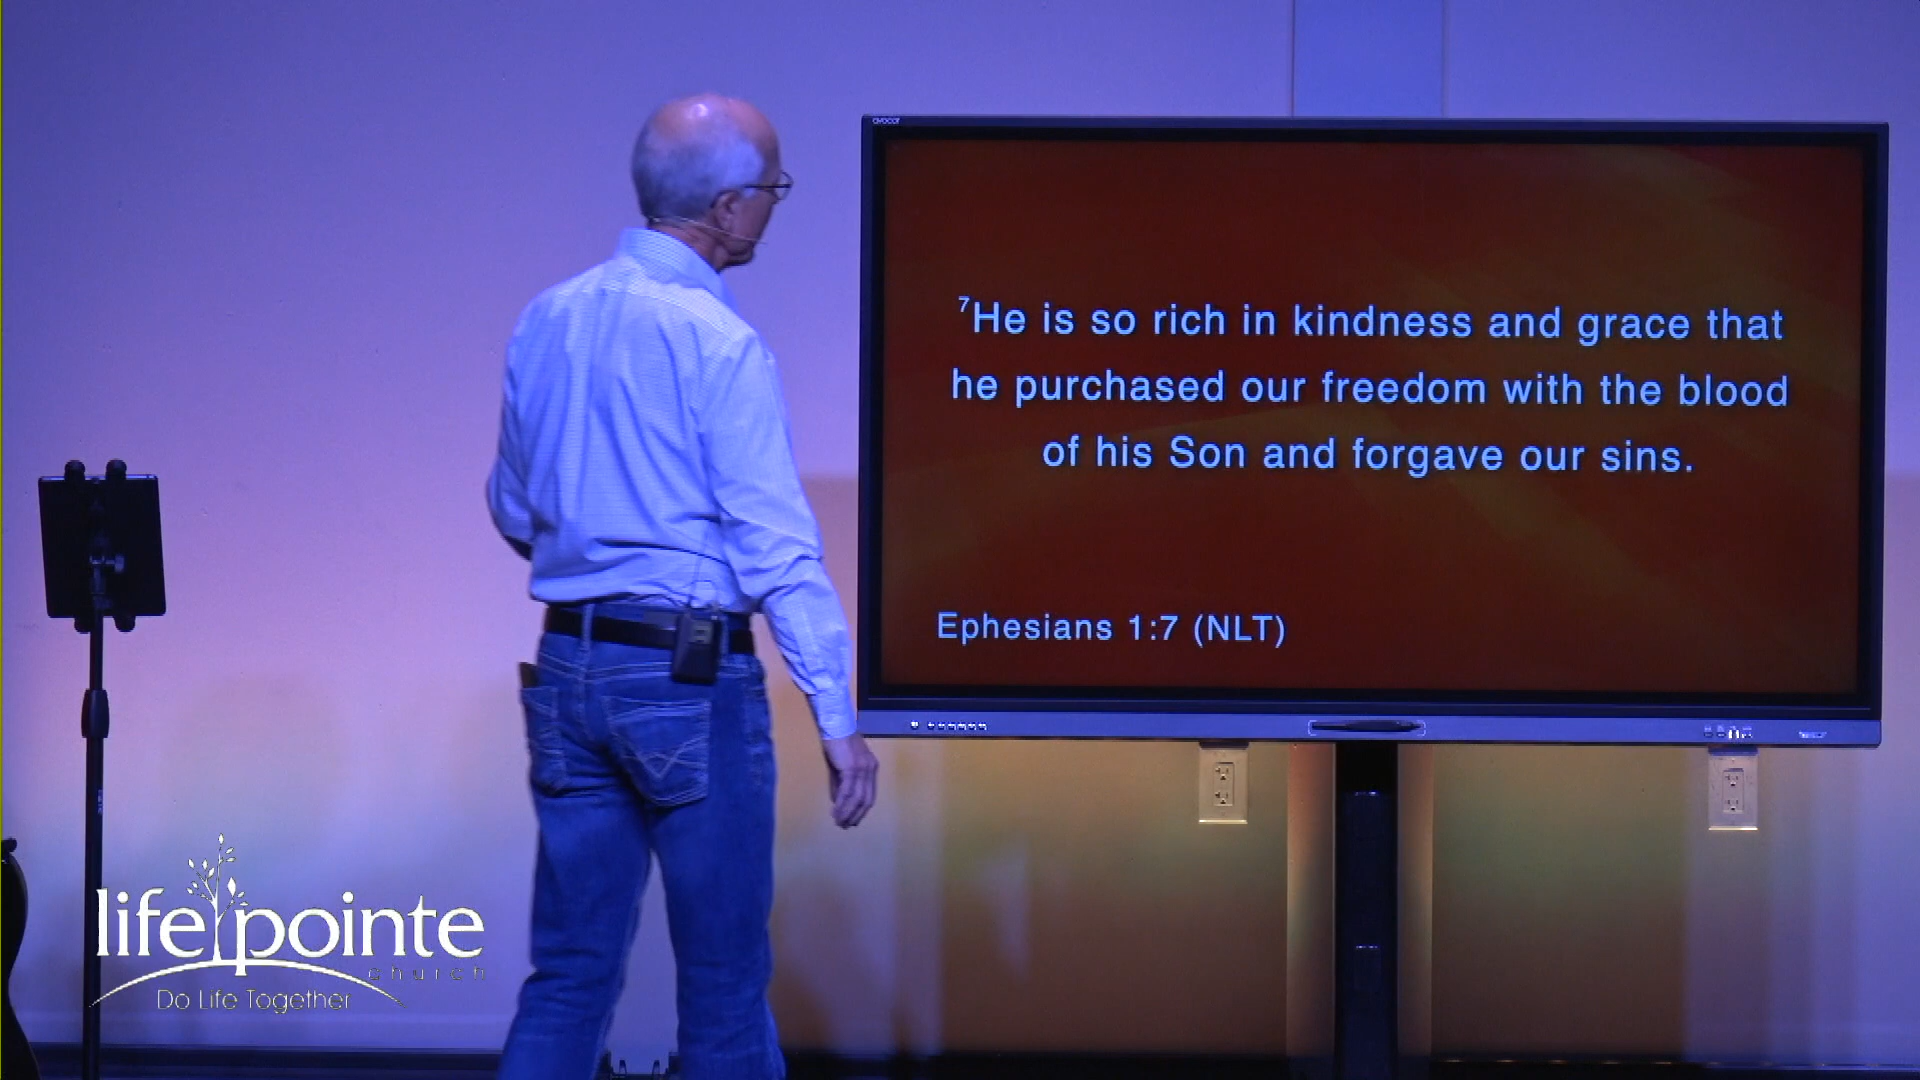 avocor
⁷He is so rich in kindness and grace that
he purchased our freedom with the blood
of his Son and forgave our sins.
Ephesians 1:7 (NLT)
life pointe
church
Do Life Together